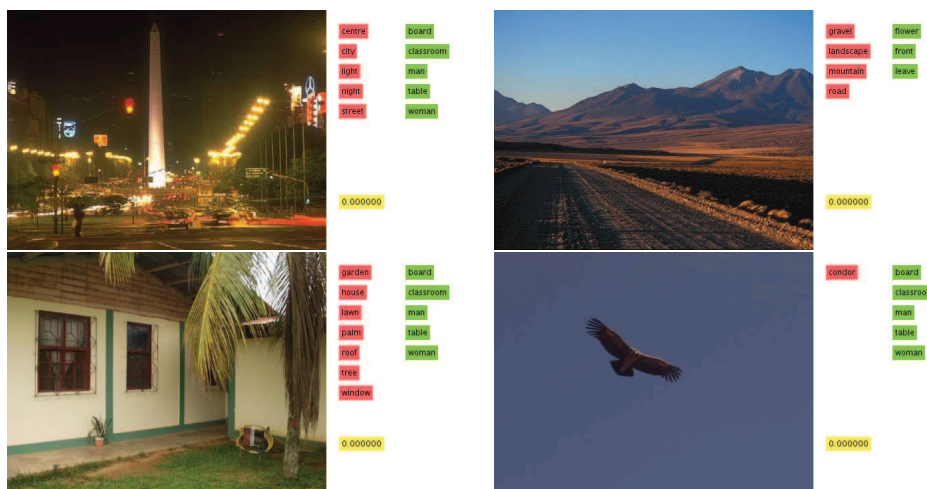 centre board
city classroom
light man
night table
street woman
0.000000
gravel flower
landscape front
mountain leave
road
0.000000
garden board
house classroom
lawn man
palm table
roof woman
tree
window
0.000000
condor board
classroo
man
table
woman
0.000000